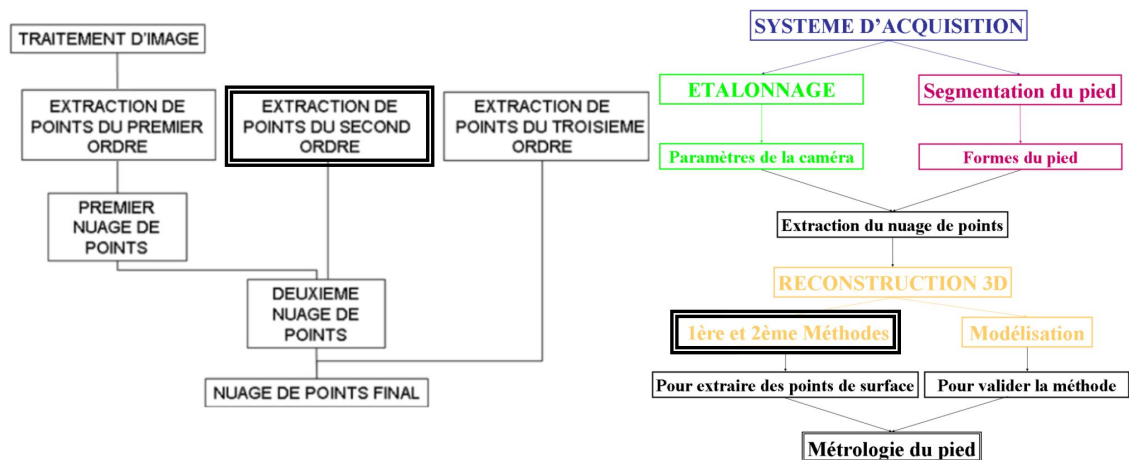 TRAITEMENT D'IMAGE
EXTRACTION DE
POINTS DU PREMIER
ORDRE
EXTRACTION DE
POINTS DU SECOND
ORDRE
EXTRACTION DE
POINTS DU TROISIEME
ORDRE
PREMIER
NUAGE DE
POINTS
DEUXIEME
NUAGE DE
POINTS
NUAGE DE POINTS FINAL
SYSTEME D'ACQUISITION
ETALONNAGE
Segmentation du pied
Paramètres de la caméra
Formes du pied
Extraction du nuage de points
RECONSTRUCTION 3D
1ère et 2ème Méthodes
Modélisation
Pour extraire des points de surface
Pour valider la méthode
Métrologie du pied